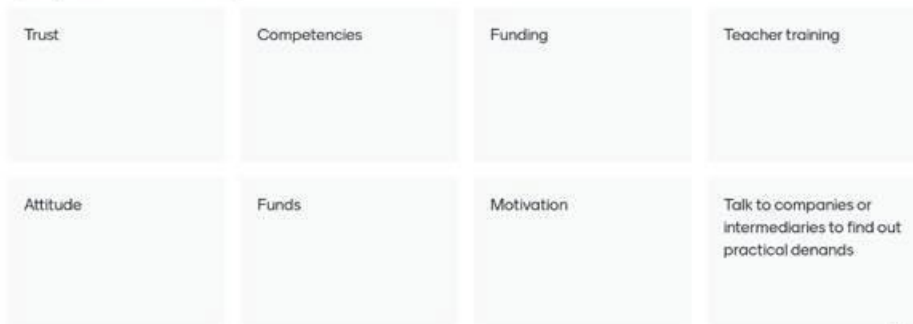 Trust
Competencies
Funding
Teacher training
Attitude
Funds
Motivation
Talk to companies or
intermediaries to find out
practical denands